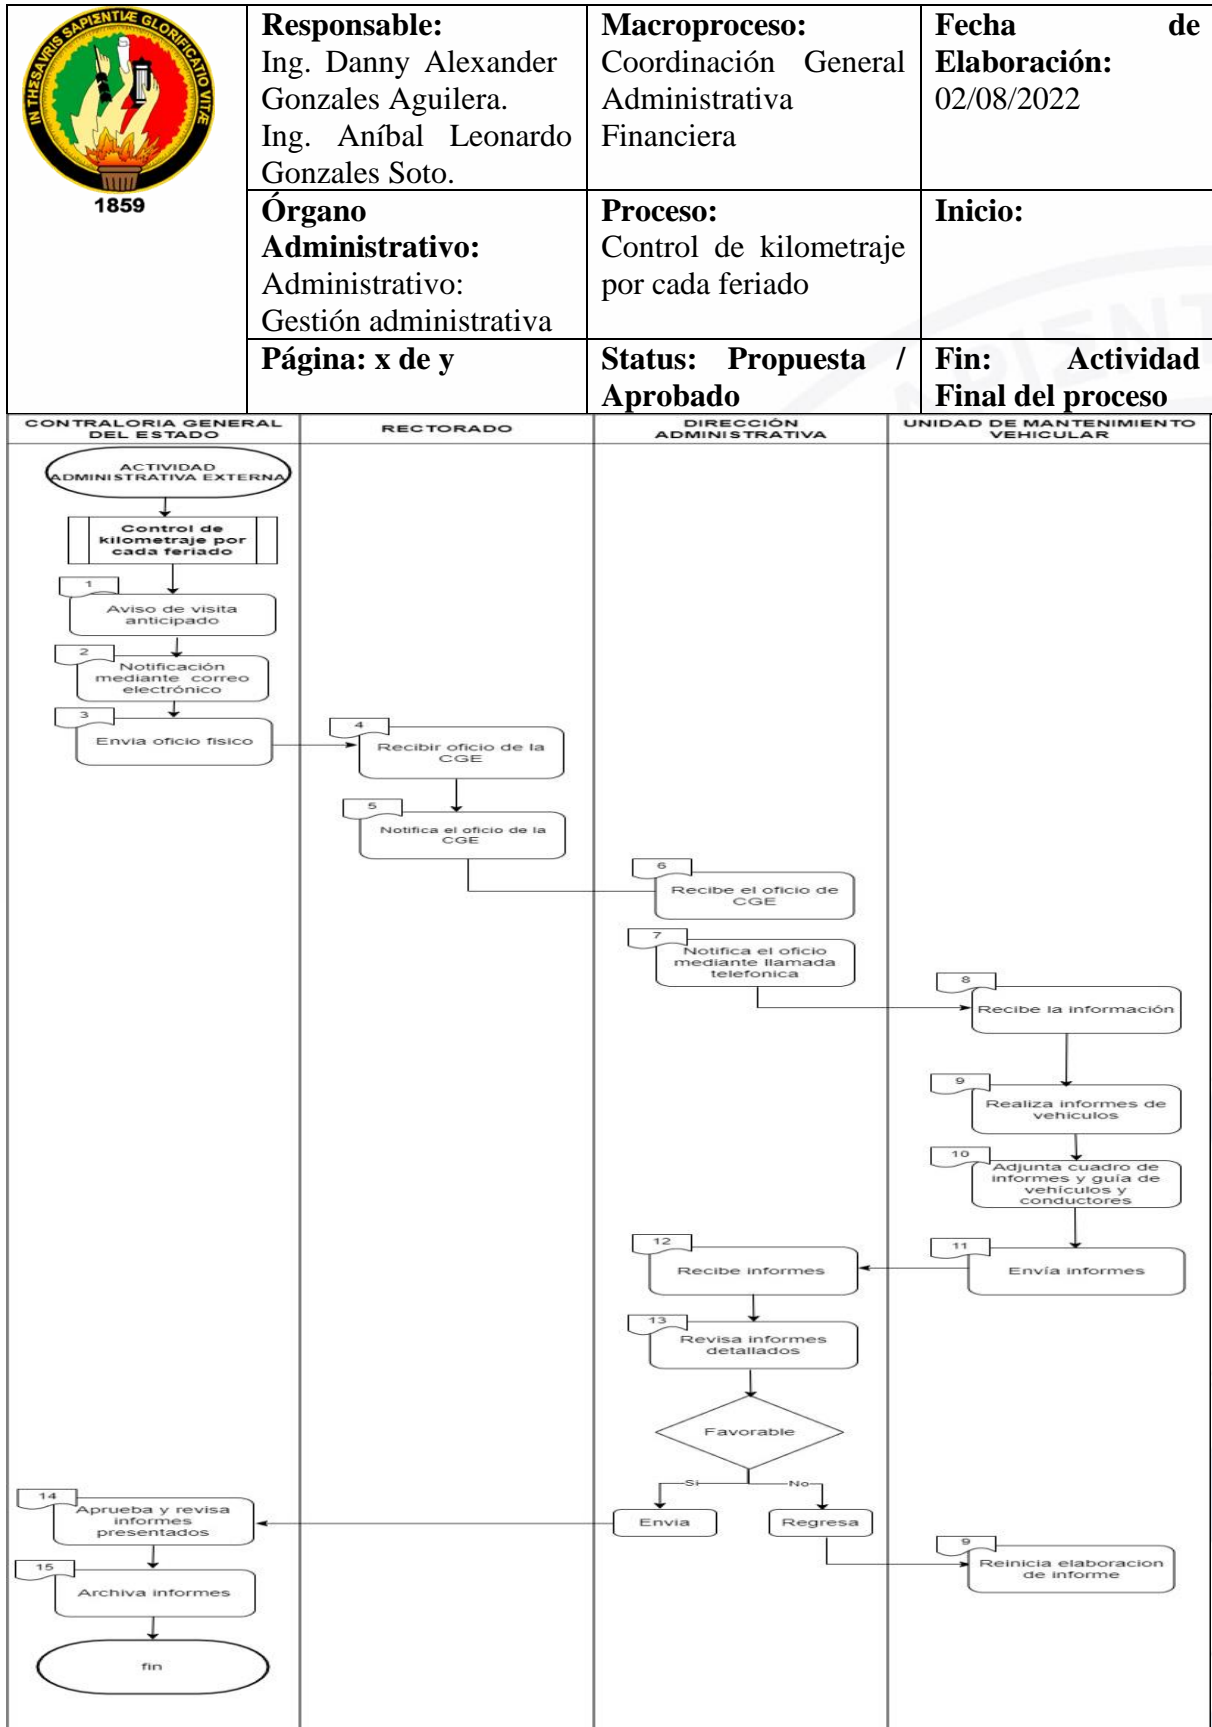 IN THESAVRIS SAPIENTIÆ GLORIFICATIO VITÆ
1859
Responsable:
Ing. Danny Alexander
Gonzales Aguilera.
Ing. Aníbal Leonardo
Gonzales Soto.
Macroproceso:
Coordinación General
Administrativa
Financiera
Fecha de
Elaboración:
02/08/2022
Órgano
Administrativo:
Administrativo:
Gestión administrativa
Proceso:
Control de kilometraje
por cada feriado
Inicio:
Página: x de y
Status: Propuesta /
Aprobado
Fin: Actividad
Final del proceso
CONTRALORIA GENERAL
DEL ESTADO
RECTORADO
DIRECCIÓN
ADMINISTRATIVA
UNIDAD DE MANTENIMIENTO
VEHICULAR
ACTIVIDAD
ADMINISTRATIVA EXTERNA
Control de
kilometraje por
cada feriado
1
Aviso de visita
anticipado
2
Notificación
mediante correo
electrónico
3
Envia oficio fisico
4
Recibir oficio de la
CGE
5
Notifica el oficio de la
CGE
6
Recibe el oficio de
CGE
7
Notifica el oficio
mediante llamada
telefonica
8
Recibe la información
9
Realiza informes de
vehiculos
10
Adjunta cuadro de
informes y guía de
vehículos y
conductores
11
Envía informes
12
Recibe informes
13
Revisa informes
detallados
Favorable
Si
No
Envia
Regresa
14
Aprueba y revisa
informes
presentados
9
Reinicia elaboracion
de informe
15
Archiva informes
fin